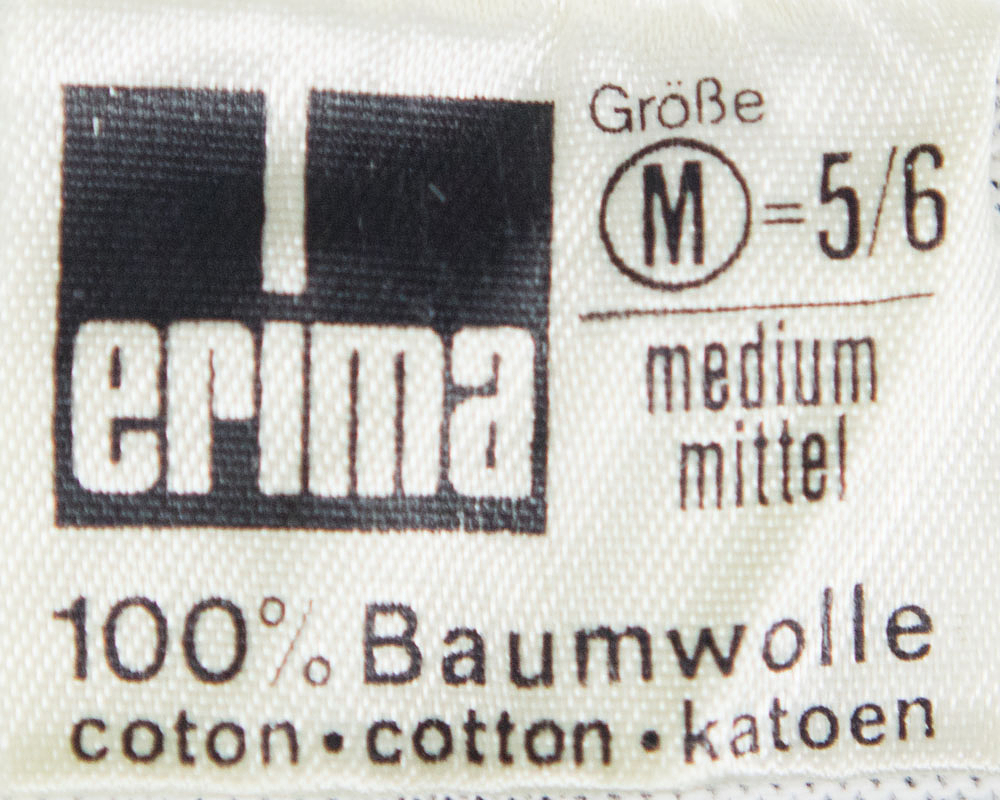 erima
Größe
M = 5/6
medium
mittel
100% Baumwolle
coton • cotton • katoen